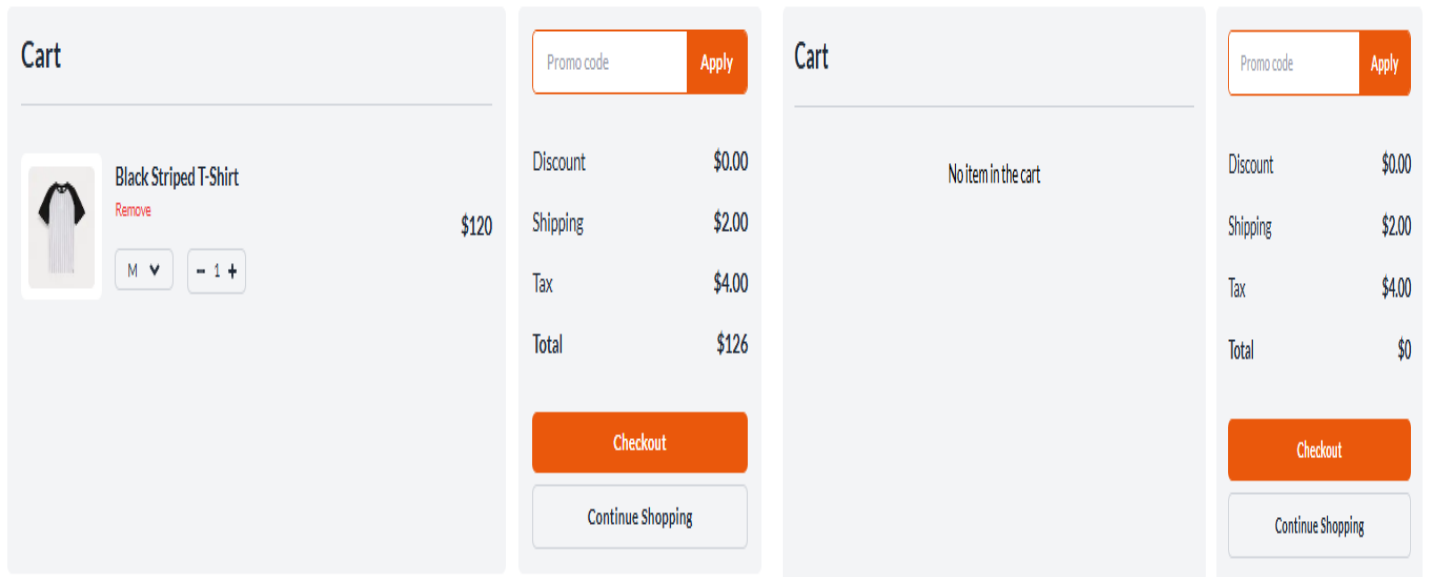 Cart
Black Striped T-Shirt
Remove
$120
M
1
Promo code Apply
Discount $0.00
Shipping $2.00
Tax $4.00
Total $126
Checkout
Continue Shopping
Cart
No item in the cart
Promo code Apply
Discount $0.00
Shipping $2.00
Tax $4.00
Total $0
Checkout
Continue Shopping